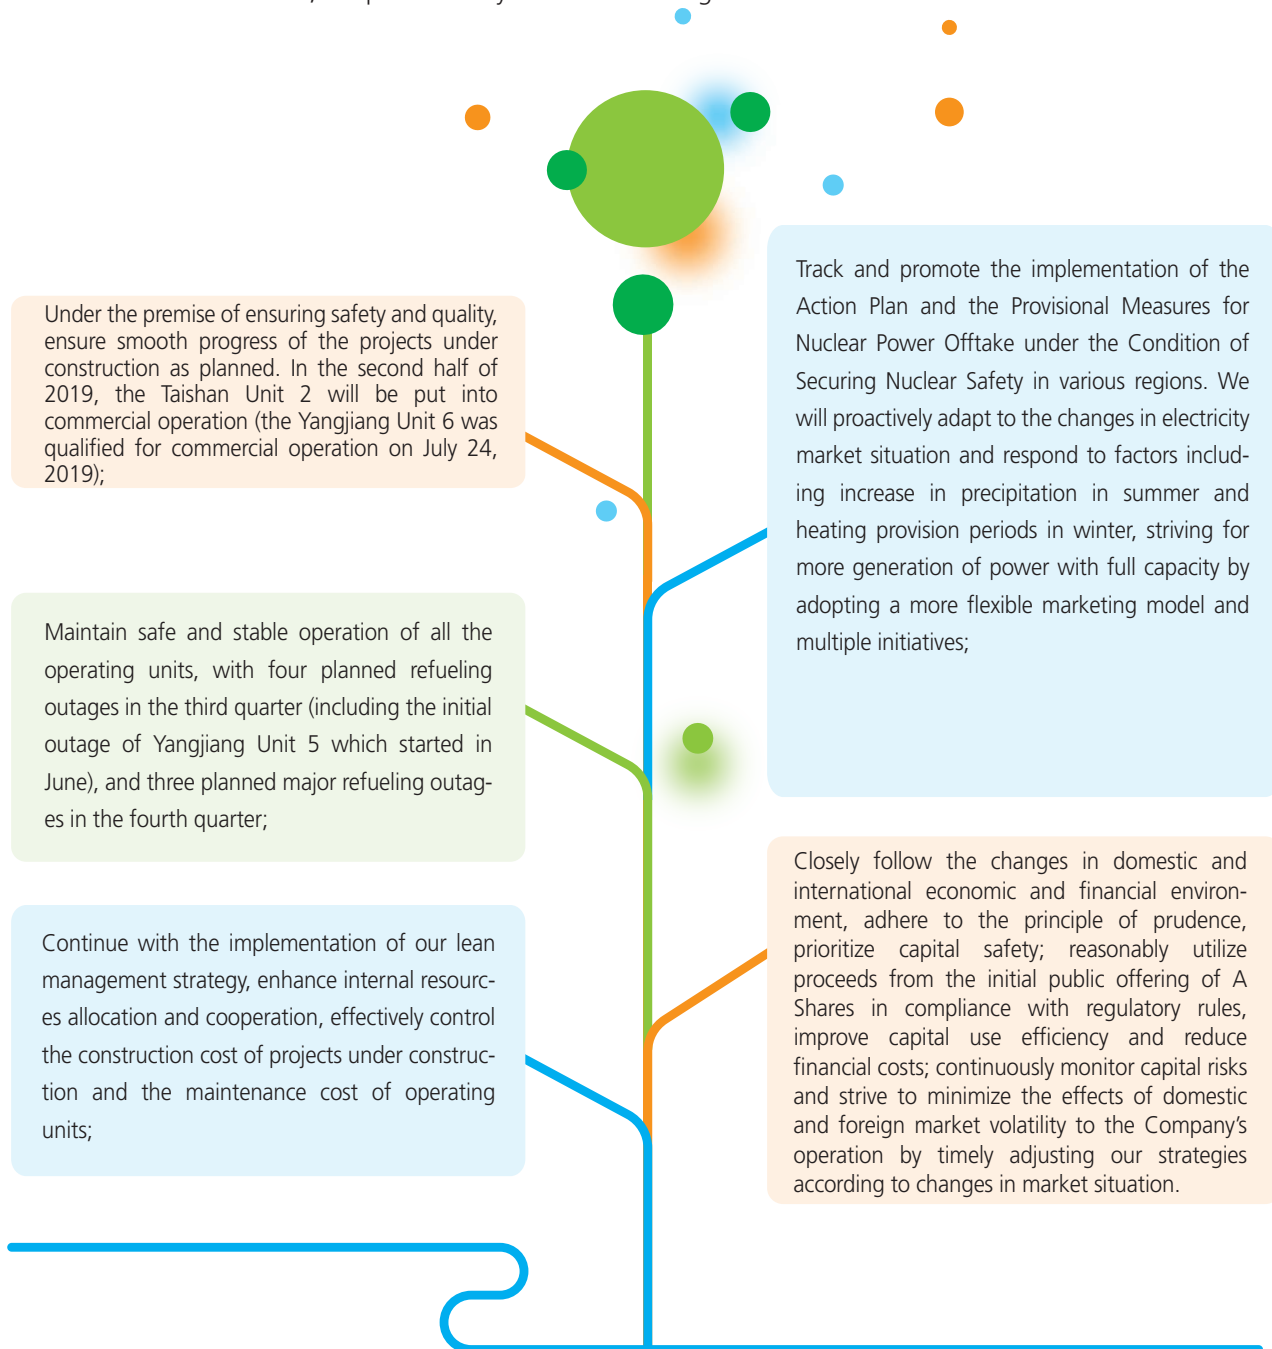 Under the premise of ensuring safety and quality,
ensure smooth progress of the projects under
construction as planned. In the second half of
2019, the Taishan Unit 2 will be put into
commercial operation (the Yangjiang Unit 6 was
qualified for commercial operation on July 24,
2019);
Track and promote the implementation of the
Action Plan and the Provisional Measures for
Nuclear Power Offtake under the Condition of
Securing Nuclear Safety in various regions. We
will proactively adapt to the changes in electricity
market situation and respond to factors includ-
ing increase in precipitation in summer and
heating provision periods in winter, striving for
more generation of power with full capacity by
adopting a more flexible marketing model and
multiple initiatives;
Maintain safe and stable operation of all the
operating units, with four planned refueling
outages in the third quarter (including the initial
outage of Yangjiang Unit 5 which started in
June), and three planned major refueling outag-
es in the fourth quarter;
Closely follow the changes in domestic and
international economic and financial environ-
ment, adhere to the principle of prudence,
prioritize capital safety; reasonably utilize
proceeds from the initial public offering of A
Shares in compliance with regulatory rules,
improve capital use efficiency and reduce
financial costs; continuously monitor capital risks
and strive to minimize the effects of domestic
and foreign market volatility to the Company's
operation by timely adjusting our strategies
according to changes in market situation.
Continue with the implementation of our lean
management strategy, enhance internal resourc-
es allocation and cooperation, effectively control
the construction cost of projects under construc-
tion and the maintenance cost of operating
units;